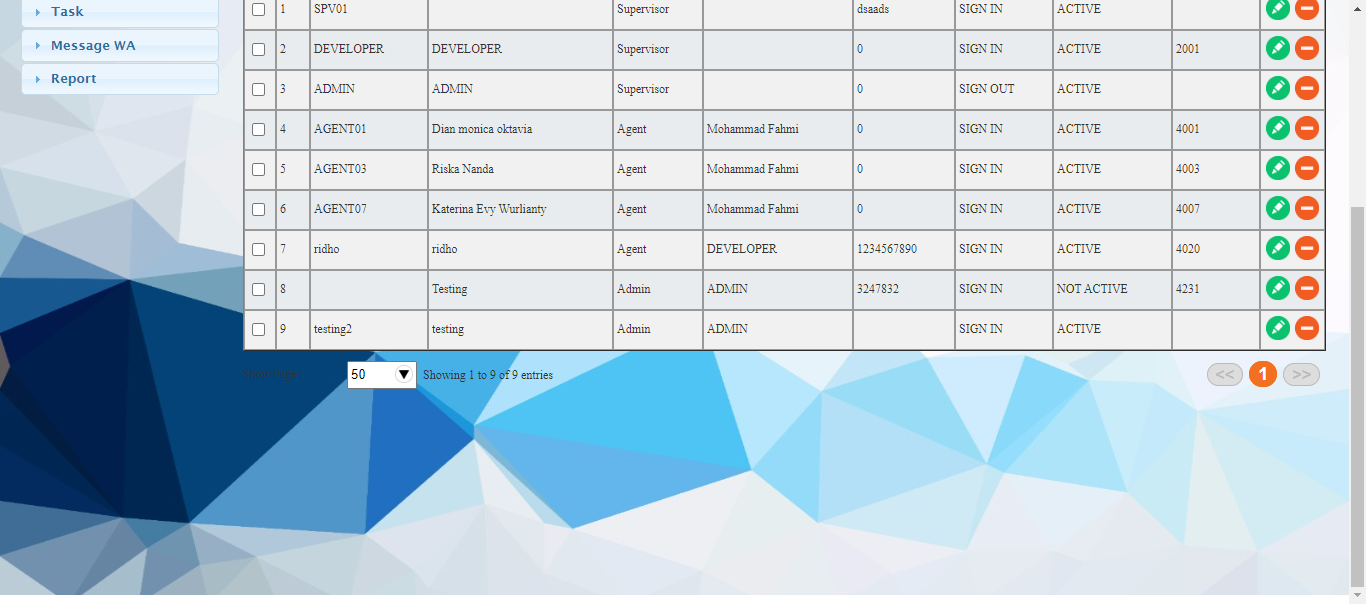 Task
Message WA
Report
1 SPV01 Supervisor dsaads SIGN IN ACTIVE
2 DEVELOPER DEVELOPER Supervisor 0 SIGN IN ACTIVE 2001
3 ADMIN ADMIN Supervisor 0 SIGN OUT ACTIVE
4 AGENT01 Dian monica oktavia Agent Mohammad Fahmi 0 SIGN IN ACTIVE 4001
5 AGENT03 Riska Nanda Agent Mohammad Fahmi 0 SIGN IN ACTIVE 4003
6 AGENT07 Katerina Evy Wurlianty Agent Mohammad Fahmi 0 SIGN IN ACTIVE 4007
7 ridho ridho Agent DEVELOPER 1234567890 SIGN IN ACTIVE 4020
8 Testing Admin ADMIN 3247832 SIGN IN NOT ACTIVE 4231
9 testing2 testing Admin ADMIN SIGN IN ACTIVE
50 Showing 1 to 9 of 9 entries << 1 >>